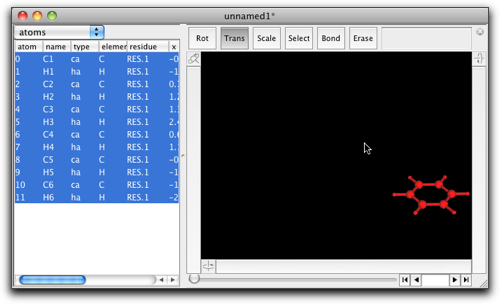 unnamed1*
atoms
Rot Trans Scale Select Bond Erase
atom name type elemer residue x
0 C1 ca C RES.1 -0
1 H1 ha H RES.1 -1
2 C2 ca C RES.1 0.
3 H2 ha H RES.1 1.2
4 C3 ca C RES.1 1.
5 H3 ha H RES.1 2.4
6 C4 ca C RES.1 0.6
7 H4 ha H RES.1 1.
8 C5 ca C RES.1 -0
9 H5 ha H RES.1 -1
10 C6 ca C RES.1 -1
11 H6 ha H RES.1 -2